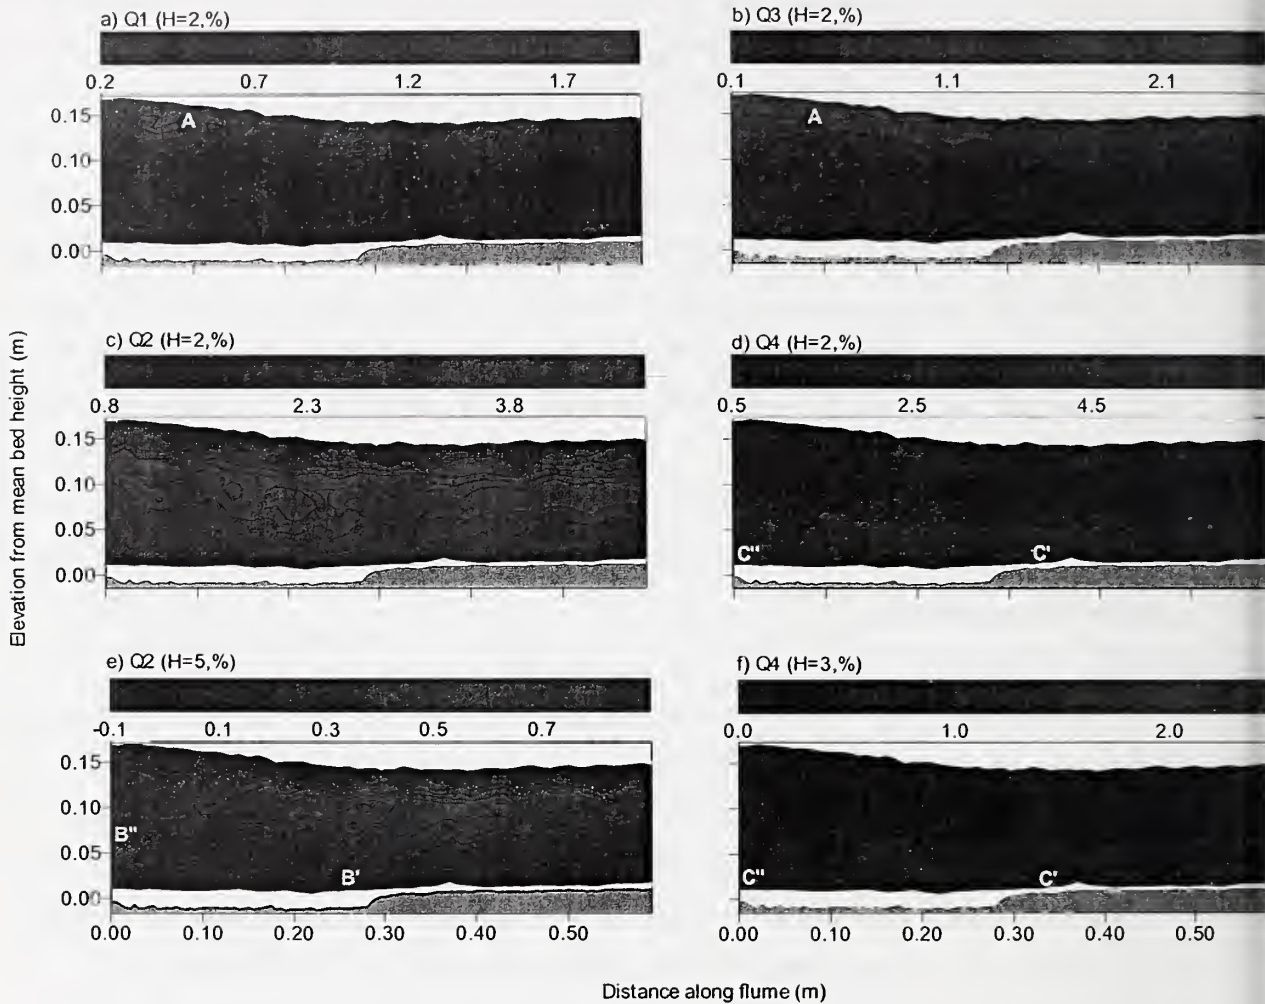 a) Q1 (H=2,%)
0.2 0.7 1.2 1.7
0.15
A
0.10
0.05
0.0
b) Q3 (H=2,%)
0.1 1.1 2.1
A
Elevation from mean bed height (m)
c) Q2 (H=2,%)
0.8 2.3 3.8
0.15
0.10
0.05
0.00
d) Q4 (H=2,%)
0.5 2.5 4.5
C" C'
e) Q2 (H=5,%)
-0.1 0.1 0.3 0.5 0.7
0.15
0.10
B"
0.05
B'
0.00
0.00 0.10 0.20 0.30 0.40 0.50
f) Q4 (H=3,%)
0.0 1.0 2.0
C" C'
0.00 0.10 0.20 0.30 0.40 0.50
Distance along flume (m)